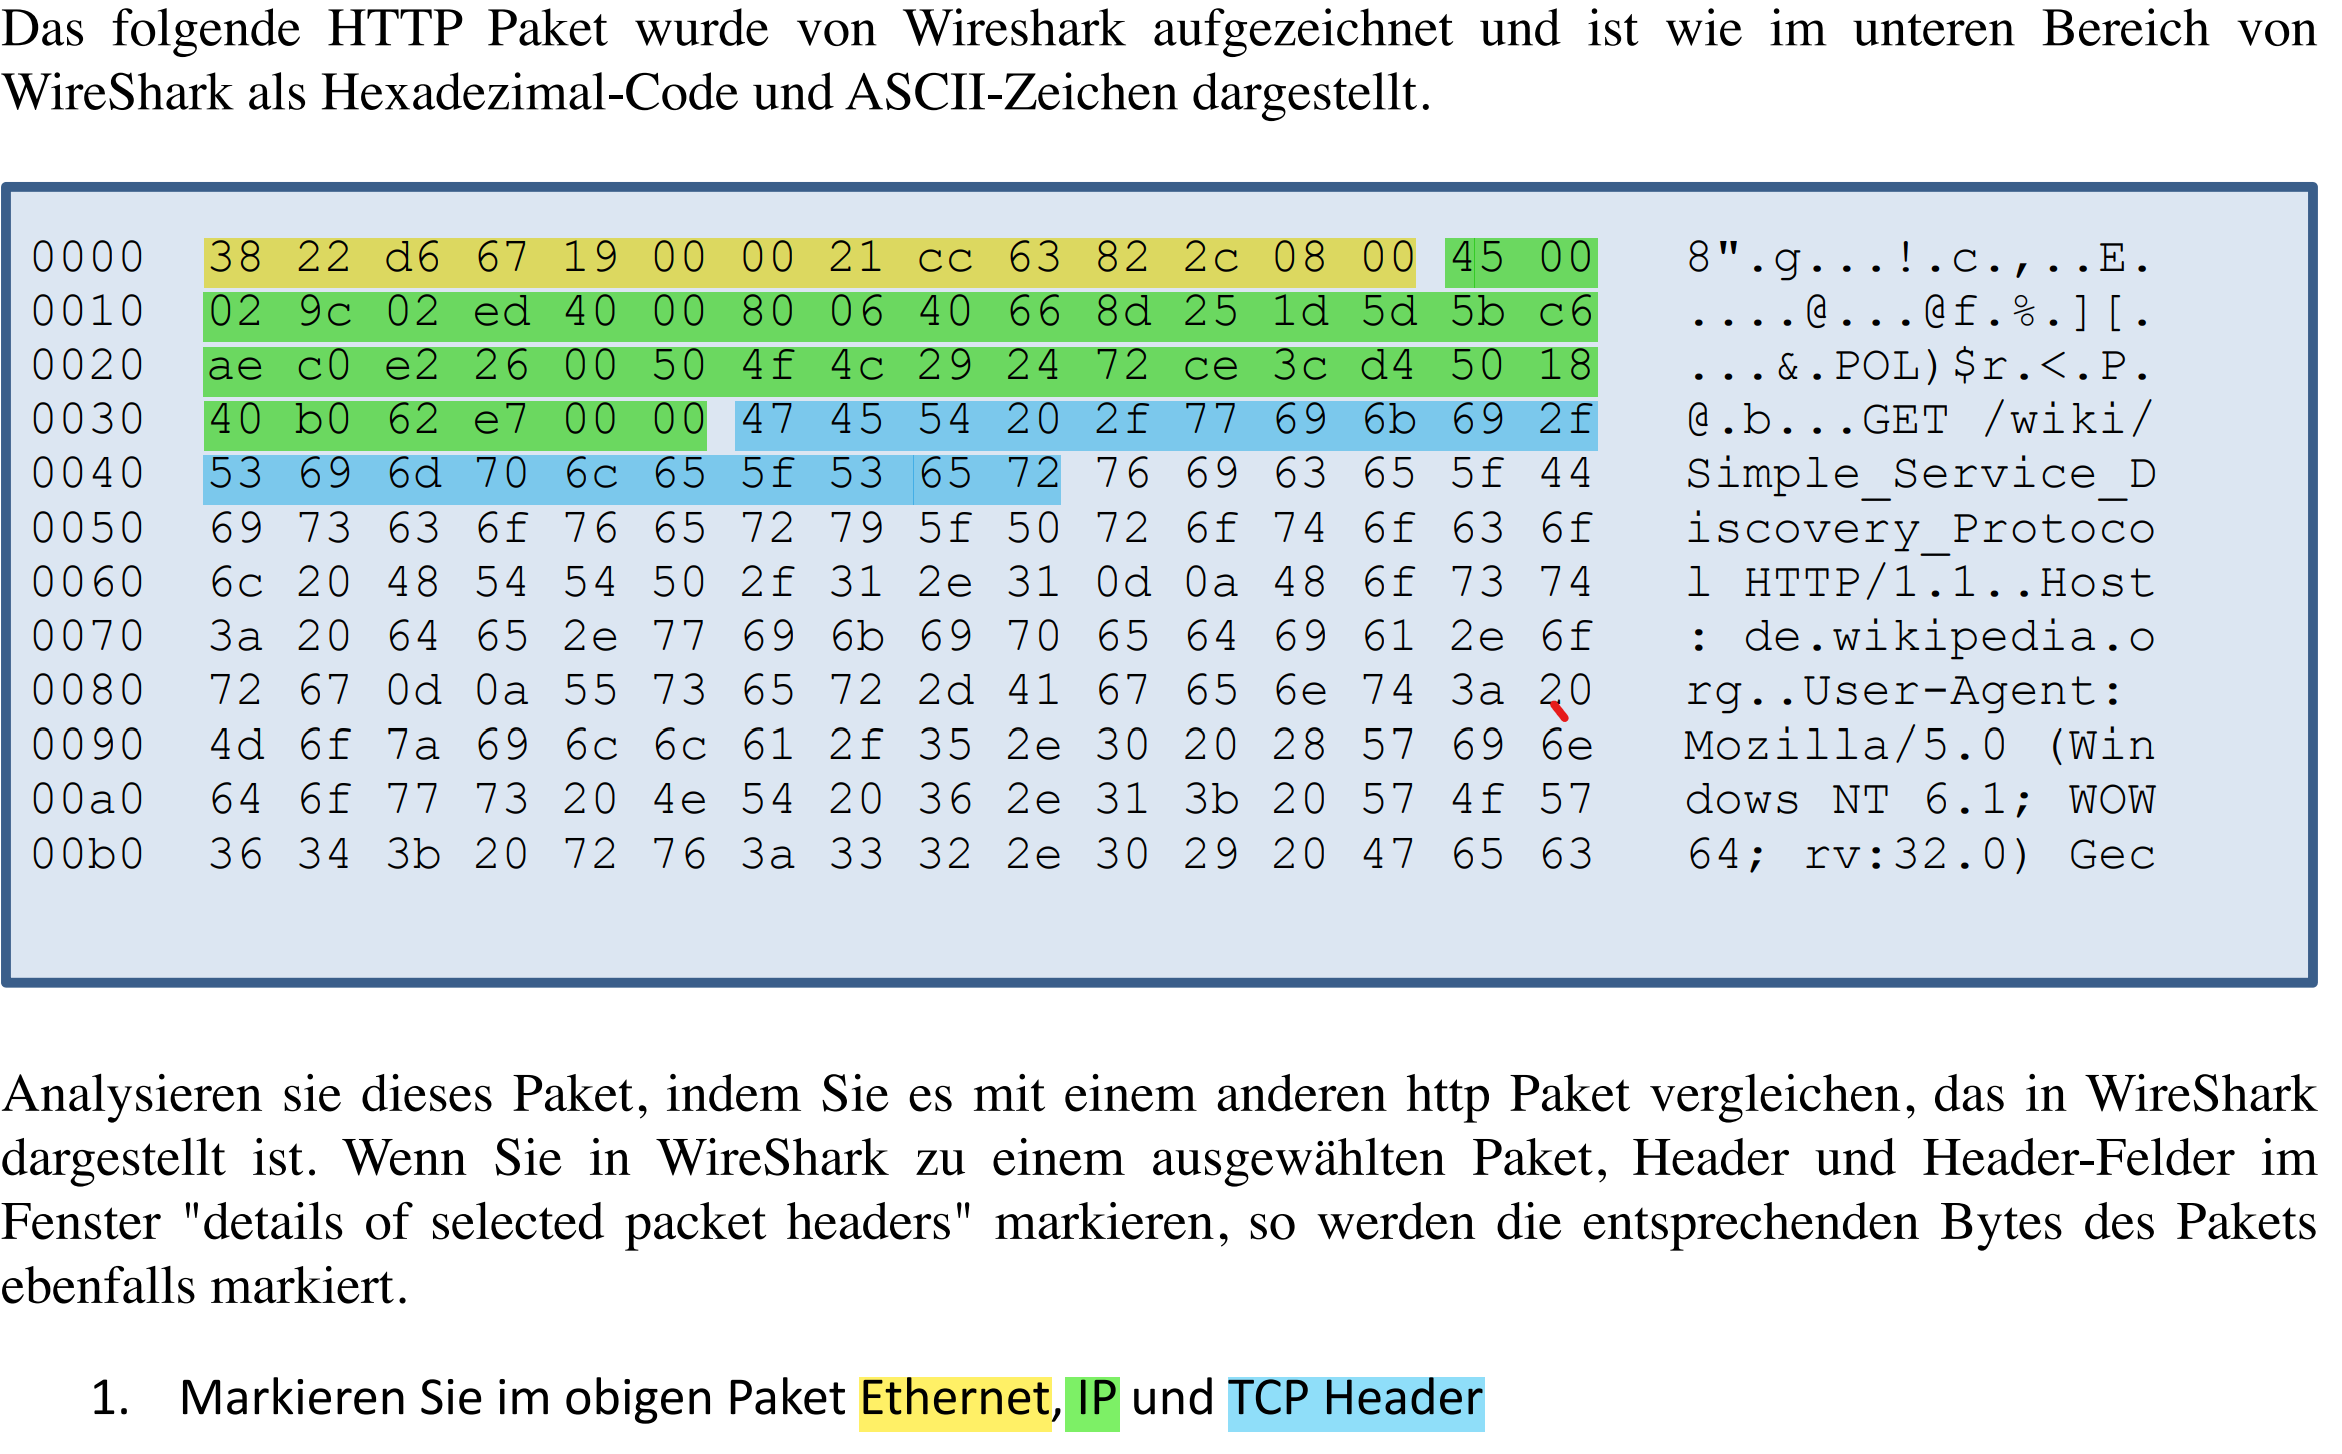 Das folgende HTTP Paket wurde von Wireshark aufgezeichnet und ist wie im unteren Bereich von
WireShark als Hexadezimal-Code und ASCII-Zeichen dargestellt.
0000 38 22 d6 67 19 00 00 21 cc 63 82 2c 08 00 45 00 8".g...!.c.,..E.
0010 02 9c 02 ed 40 00 80 06 40 66 8d 25 1d 5d 5b c6 ....@...@f.%.][.
0020 ae c0 e2 26 00 50 4f 4c 29 24 72 ce 3c d4 50 18 ...&.POL)$r.<.P.
0030 40 b0 62 e7 00 00 47 45 54 20 2f 77 69 6b 69 2f @.b...GET /wiki/
0040 53 69 6d 70 6c 65 5f 53 65 72 76 69 63 65 5f 44 Simple_Service_D
0050 69 73 63 6f 76 65 72 79 5f 50 72 6f 74 6f 63 6f iscovery_Protoco
0060 6c 20 48 54 54 50 2f 31 2e 31 0d 0a 48 6f 73 74 l HTTP/1.1..Host
0070 3a 20 64 65 2e 77 69 6b 69 70 65 64 69 61 2e 6f : de.wikipedia.o
0080 72 67 0d 0a 55 73 65 72 2d 41 67 65 6e 74 3a 20 rg..User-Agent:
0090 4d 6f 7a 69 6c 6c 61 2f 35 2e 30 20 28 57 69 6e Mozilla/5.0 (Win
00a0 64 6f 77 73 20 4e 54 20 36 2e 31 3b 20 57 4f 57 dows NT 6.1; WOW
00b0 36 34 3b 20 72 76 3a 33 32 2e 30 29 20 47 65 63 64; rv:32.0) Gec
Analysieren sie dieses Paket, indem Sie es mit einem anderen http Paket vergleichen, das in WireShark
dargestellt ist. Wenn Sie in WireShark zu einem ausgewählten Paket, Header und Header-Felder im
Fenster "details of selected packet headers" markieren, so werden die entsprechenden Bytes des Pakets
ebenfalls markiert.
1. Markieren Sie im obigen Paket Ethernet, IP und TCP Header